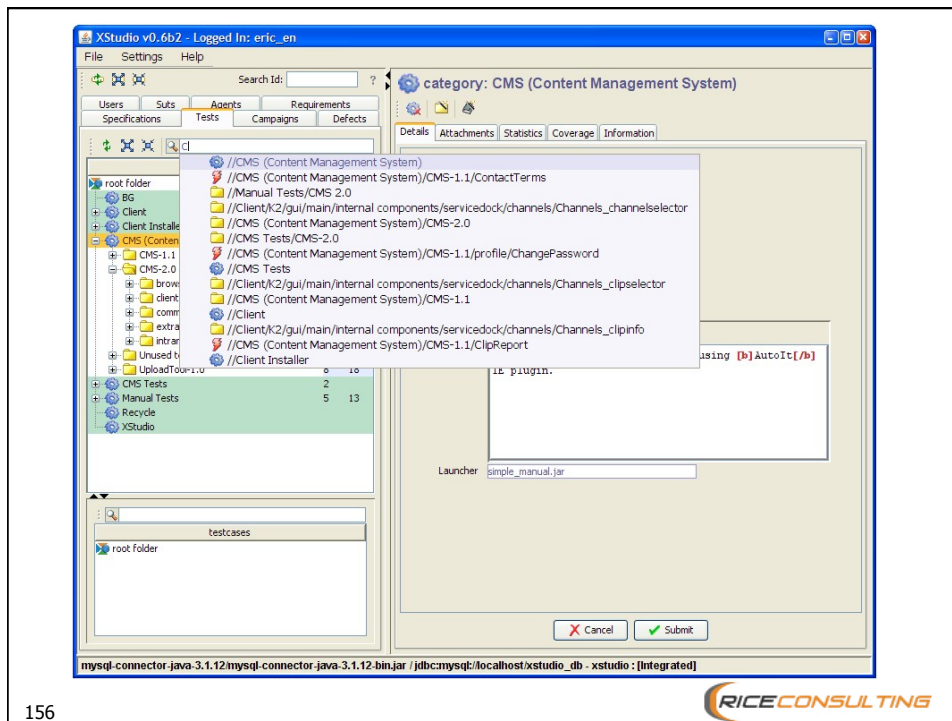 XStudio v0.6b2 - Logged In: eric_en
File Settings Help
Search Id: ?
Users Suts Agents Requirements
Specifications Tests Campaigns Defects
C
root folder
BG
Client
Client Installe
CMS (Conten
CMS-1.1
CMS-2.0
brow
client
comm
extra
intrar
Unused t
UploadTool-1.0 8 18
CMS Tests 2
Manual Tests 5 13
Recycle
XStudio
//CMS (Content Management System)
//CMS (Content Management System)/CMS-1.1/ContactTerms
//Manual Tests/CMS 2.0
//Client/K2/gui/main/internal components/servicedock/channels/Channels_channelselector
//CMS (Content Management System)/CMS-2.0
//CMS Tests/CMS-2.0
//CMS (Content Management System)/CMS-1.1/profile/ChangePassword
//CMS Tests
//Client/K2/gui/main/internal components/servicedock/channels/Channels_clipselector
//CMS (Content Management System)/CMS-1.1
//Client
//Client/K2/gui/main/internal components/servicedock/channels/Channels_clipinfo
//CMS (Content Management System)/CMS-1.1/ClipReport
//Client Installer
testcases
root folder
category: CMS (Content Management System)
Details Attachments Statistics Coverage Information
using [b]AutoIt[/b]
IE plugin.
Launcher simple_manual.jar
Cancel Submit
mysql-connector-java-3.1.12/mysql-connector-java-3.1.12-bin.jar / jdbc:mysql://localhost/xstudio_db - xstudio : [Integrated]
156
RICECONSULTING